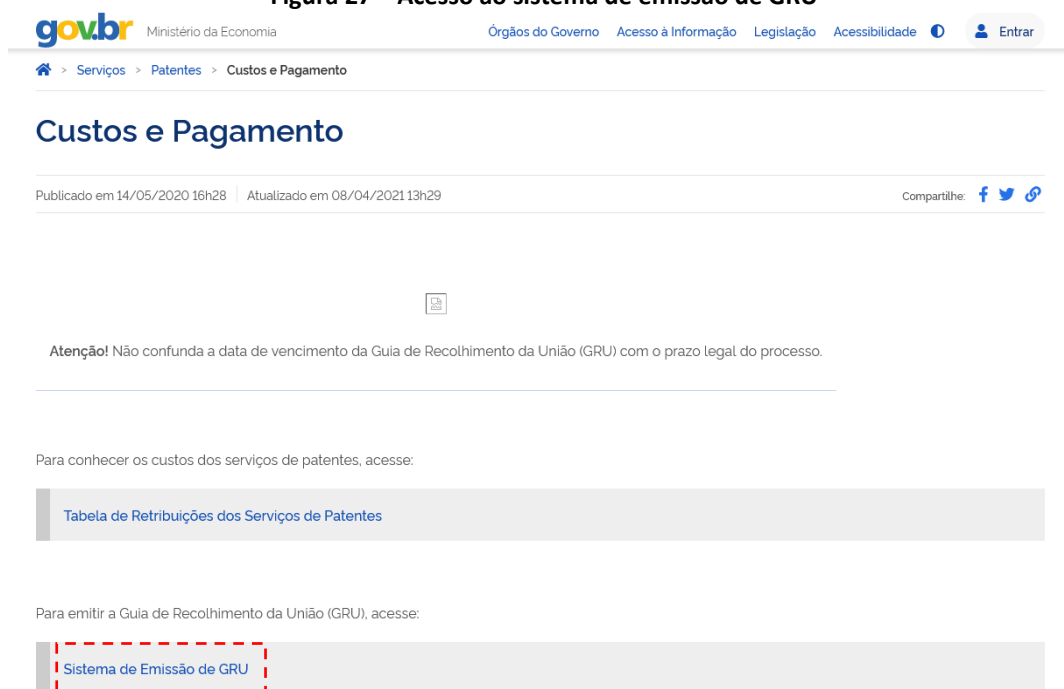 Figura 27 – Acesso ao sistema de emissão de GRU
gov.br Ministério da Economia Órgãos do Governo Acesso à Informação Legislação Acessibilidade Entrar
> Serviços > Patentes > Custos e Pagamento
Custos e Pagamento
Publicado em 14/05/2020 16h28 Atualizado em 08/04/2021 13h29 Compartilhe:
Atenção! Não confunda a data de vencimento da Guia de Recolhimento da União (GRU) com o prazo legal do processo.
Para conhecer os custos dos serviços de patentes, acesse:
Tabela de Retribuições dos Serviços de Patentes
Para emitir a Guia de Recolhimento da União (GRU), acesse:
Sistema de Emissão de GRU